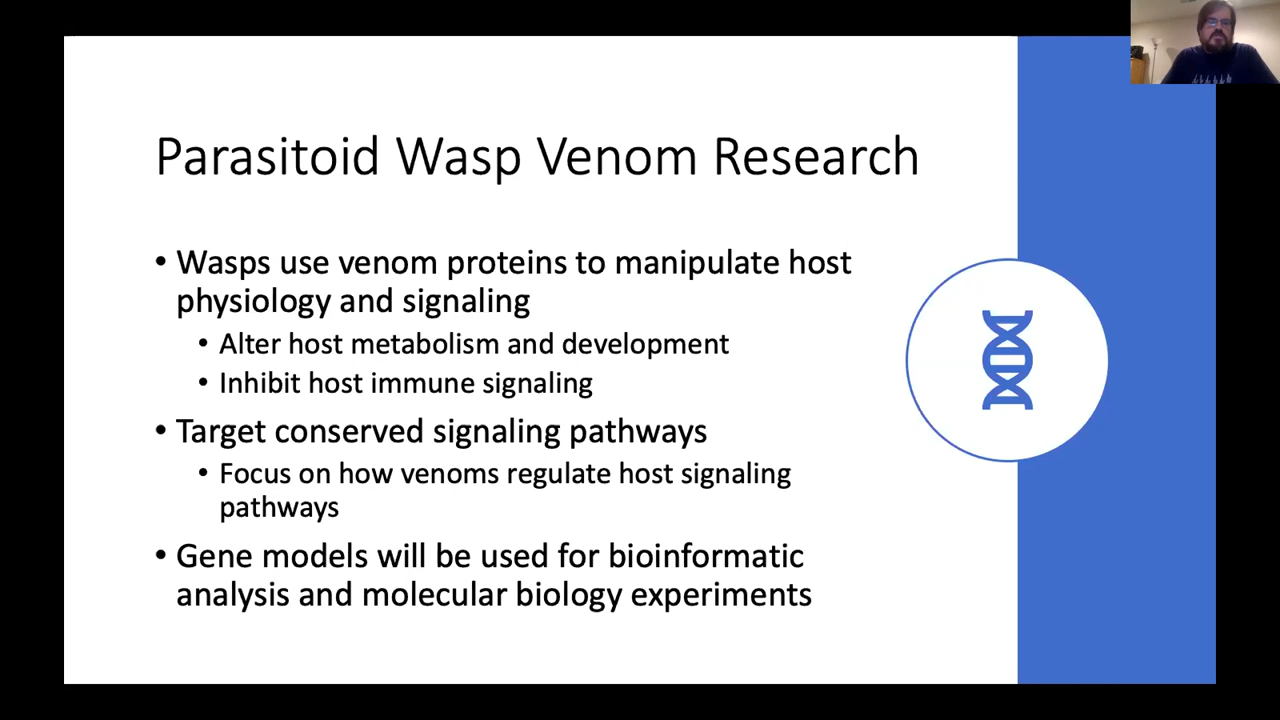 Parasitoid Wasp Venom Research
• Wasps use venom proteins to manipulate host
physiology and signaling
• Alter host metabolism and development
• Inhibit host immune signaling
• Target conserved signaling pathways
• Focus on how venoms regulate host signaling
pathways
• Gene models will be used for bioinformatic
analysis and molecular biology experiments